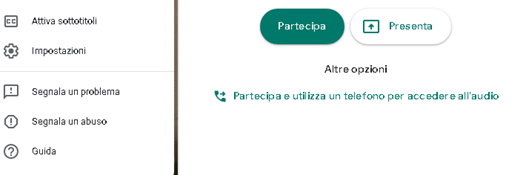 Attiva sottotitoli
Impostazioni
Segnala un problema
Segnala un abuso
Guida
Partecipa
Presenta
Altre opzioni
Partecipa e utilizza un telefono per accedere all'audio